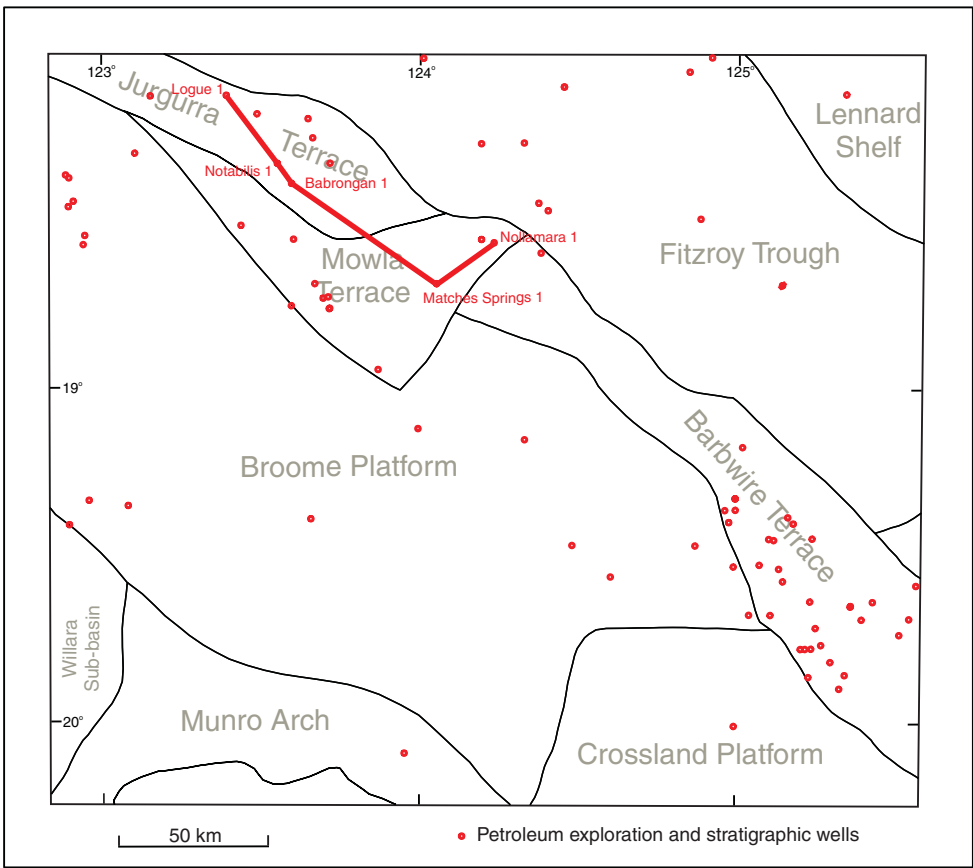 123°
124°
125°
Jurgurra
Logue 1
Lennard
Shelf
Terrace
Notabilis 1
Babrongan 1
Nollamara 1
Fitzroy Trough
Mowla
Terrace
Matches Springs 1
19°
Barbwire Terrace
Broome Platform
Willara
Sub-basin
20°
Munro Arch
Crossland Platform
50 km
Petroleum exploration and stratigraphic wells